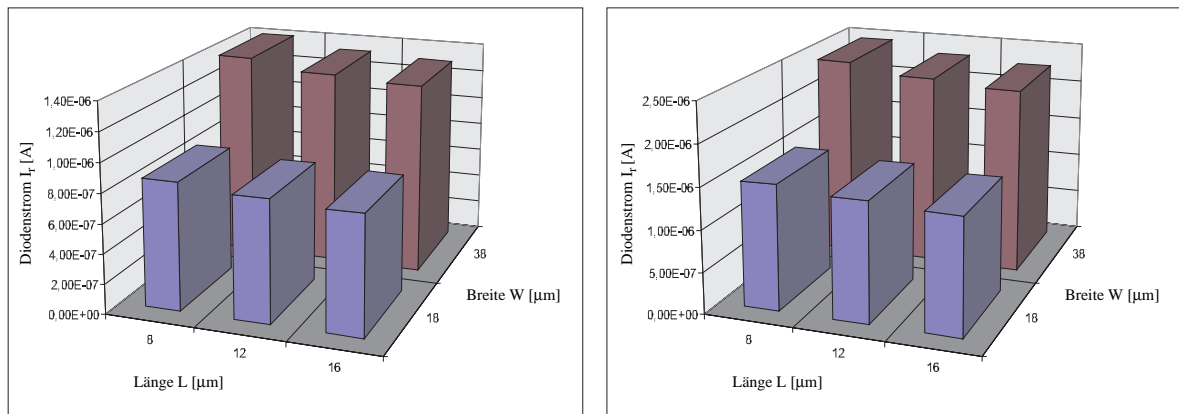 1,40E-06
1,20E-06
1,00E-06
8,00E-07
6,00E-07
4,00E-07
2,00E-07
0,00E+00
Diodenstrom Ir [A]
8
12
16
Länge L [µm]
18
38
Breite W [µm]
2,50E-06
2,00E-06
1,50E-06
1,00E-06
5,00E-07
0,00E+00
Diodenstrom Ir [A]
8
12
16
Länge L [µm]
18
38
Breite W [µm]